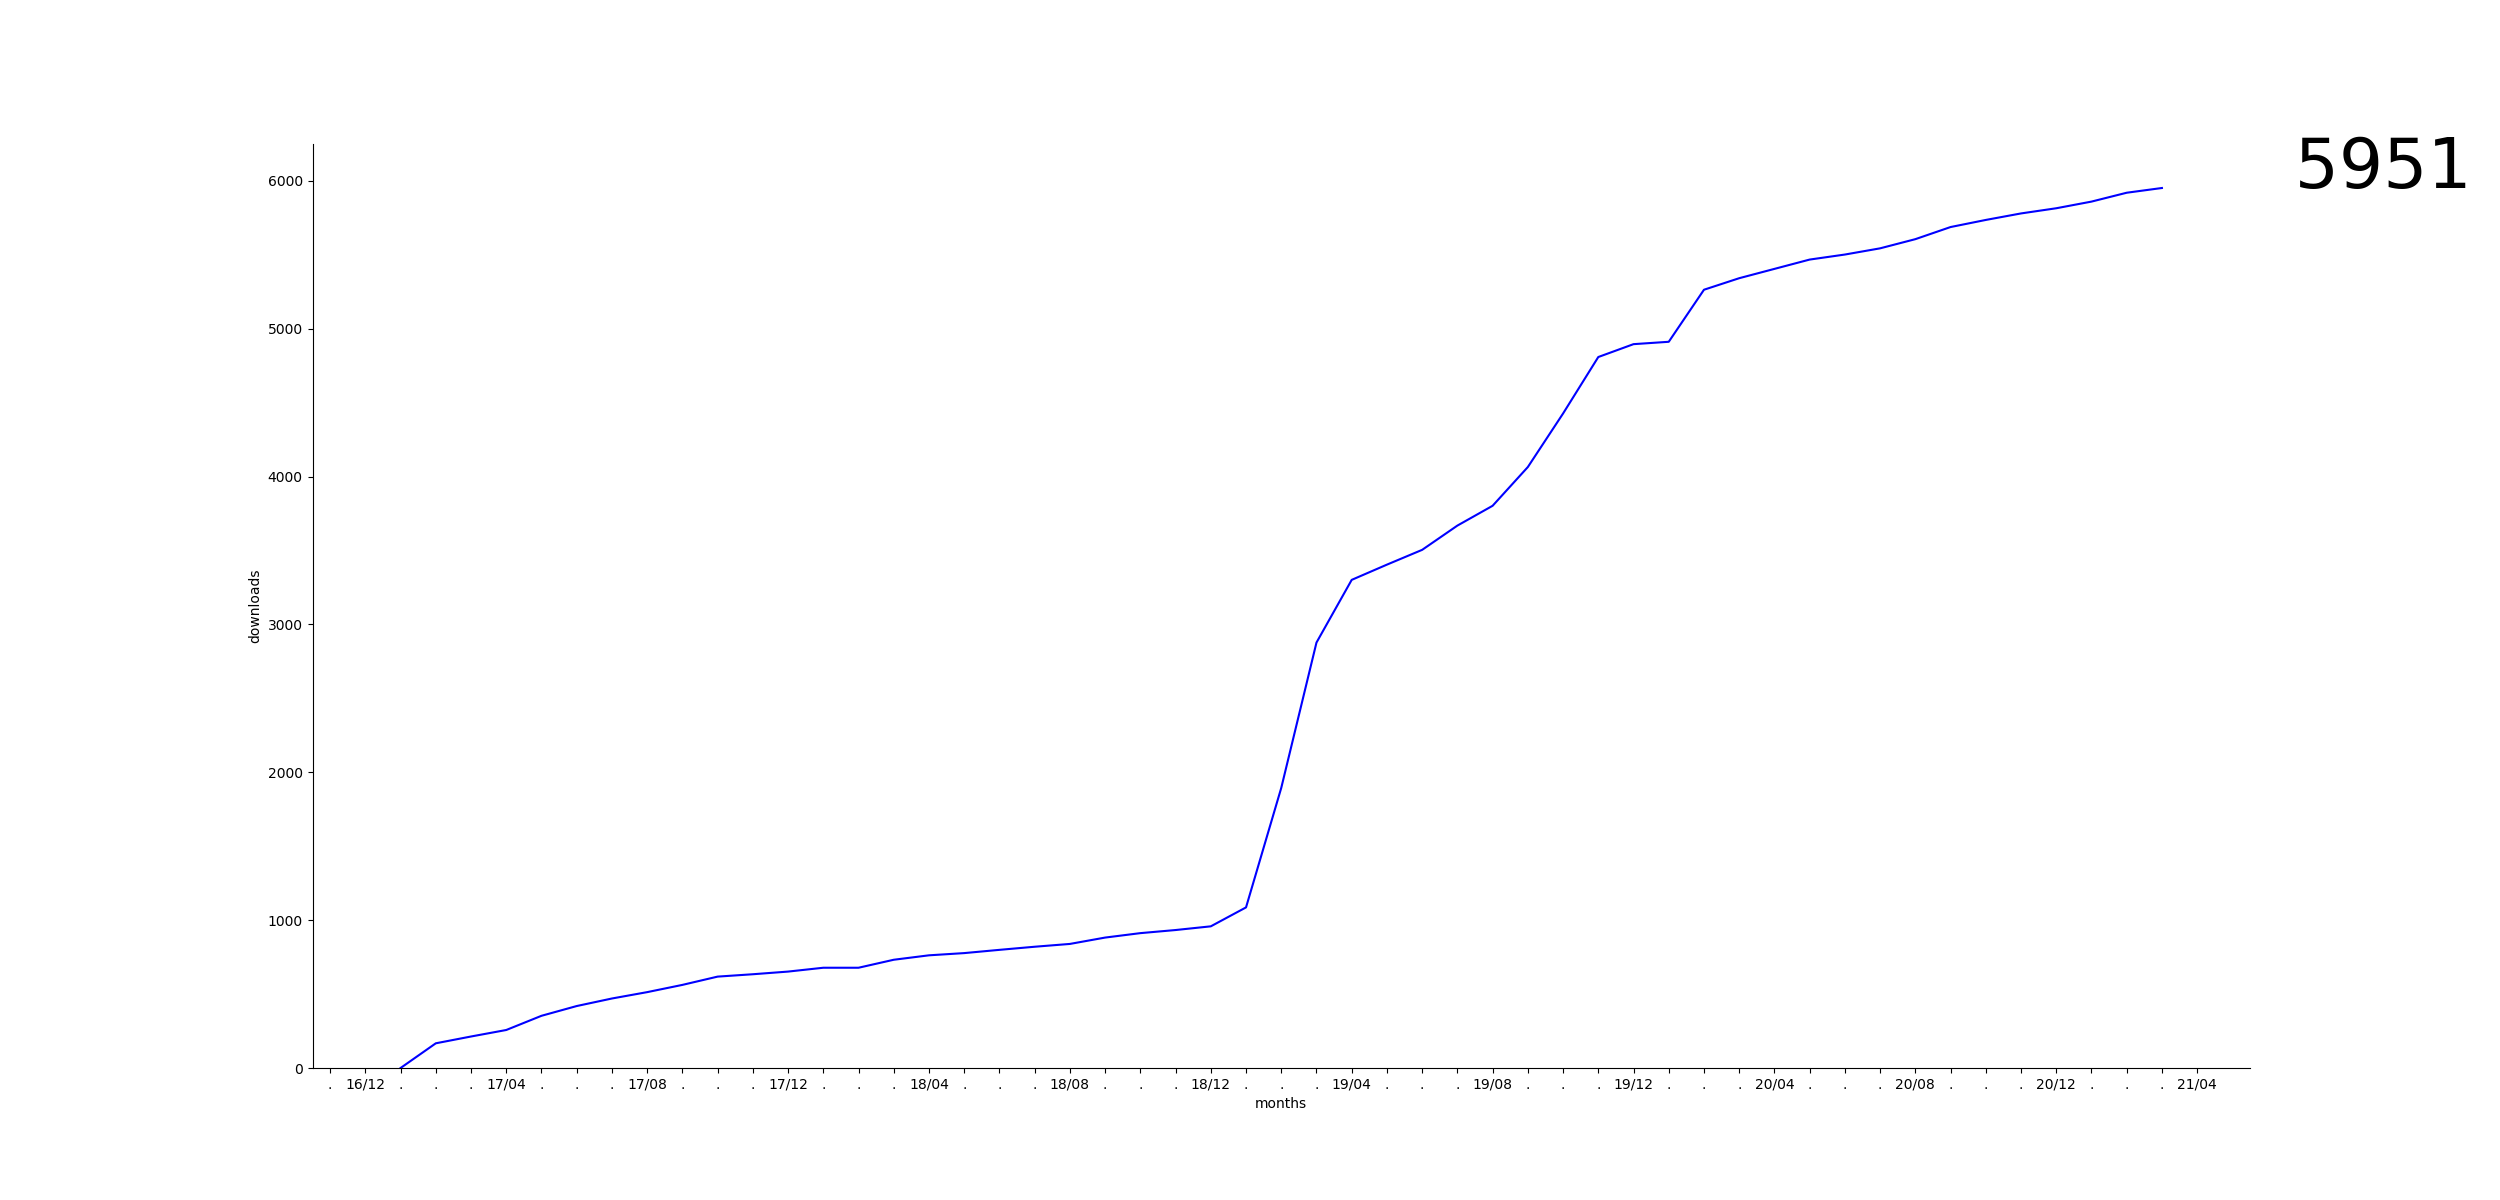 5951
6000
5000
4000
3000
2000
1000
0
downloads
. 16/12 . . . 17/04 . . . 17/08 . . . 17/12 . . . 18/04 . . . 18/08 . . . 18/12 . . . 19/04 . . . 19/08 . . . 19/12 . . . 20/04 . . . 20/08 . . . 20/12 . . . 21/04
months